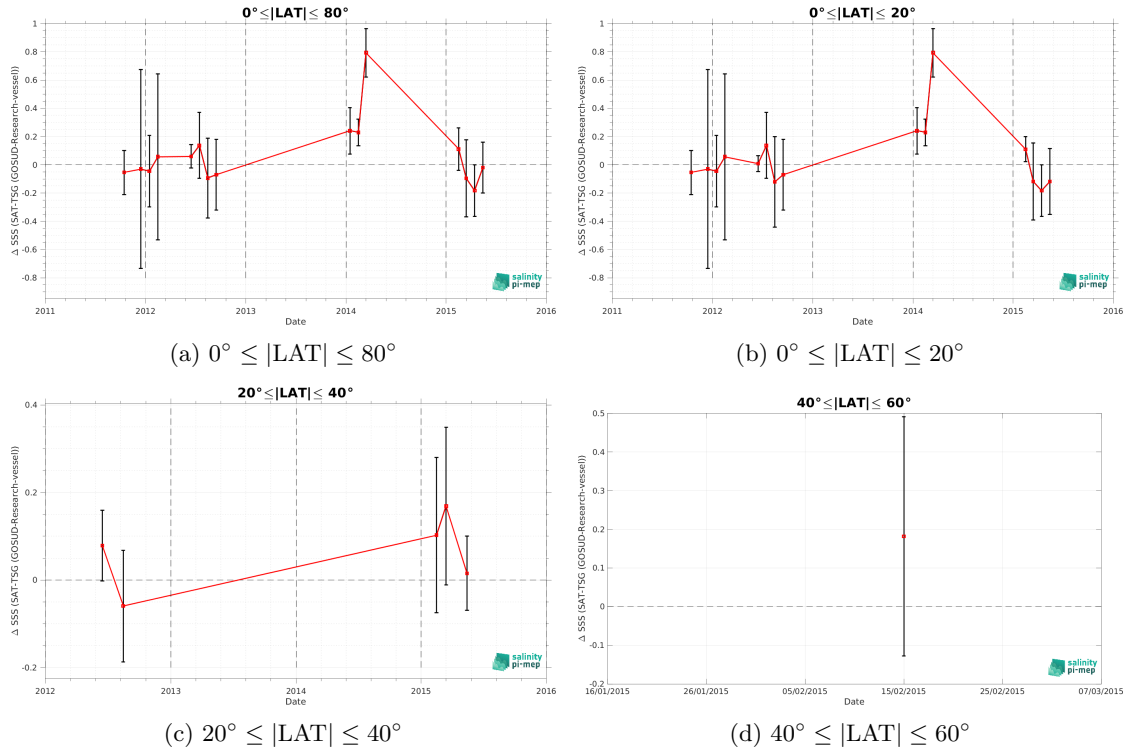 0°≤|LAT|≤ 80°
Δ SSS (SAT-TSG (GOSUD-Research-vessel))
1
0.8
0.6
0.4
0.2
0
-0.2
-0.4
-0.6
-0.8
2011 2012 2013 2014 2015 2016
Date
salinity
pi-mep
(a) 0° ≤ |LAT| ≤ 80°
0°≤|LAT|≤ 20°
Δ SSS (SAT-TSG (GOSUD-Research-vessel))
1
0.8
0.6
0.4
0.2
0
-0.2
-0.4
-0.6
-0.8
2011 2012 2013 2014 2015 2016
Date
salinity
pi-mep
(b) 0° ≤ |LAT| ≤ 20°
20°≤|LAT|≤ 40°
Δ SSS (SAT-TSG (GOSUD-Research-vessel))
0.4
0.2
0
-0.2
2012 2013 2014 2015 2016
Date
salinity
pi-mep
(c) 20° ≤ |LAT| ≤ 40°
40°≤|LAT|≤ 60°
Δ SSS (SAT-TSG (GOSUD-Research-vessel))
0.5
0.4
0.3
0.2
0.1
0
-0.1
-0.2
16/01/2015 26/01/2015 05/02/2015 15/02/2015 25/02/2015 07/03/2015
Date
salinity
pi-mep
(d) 40° ≤ |LAT| ≤ 60°